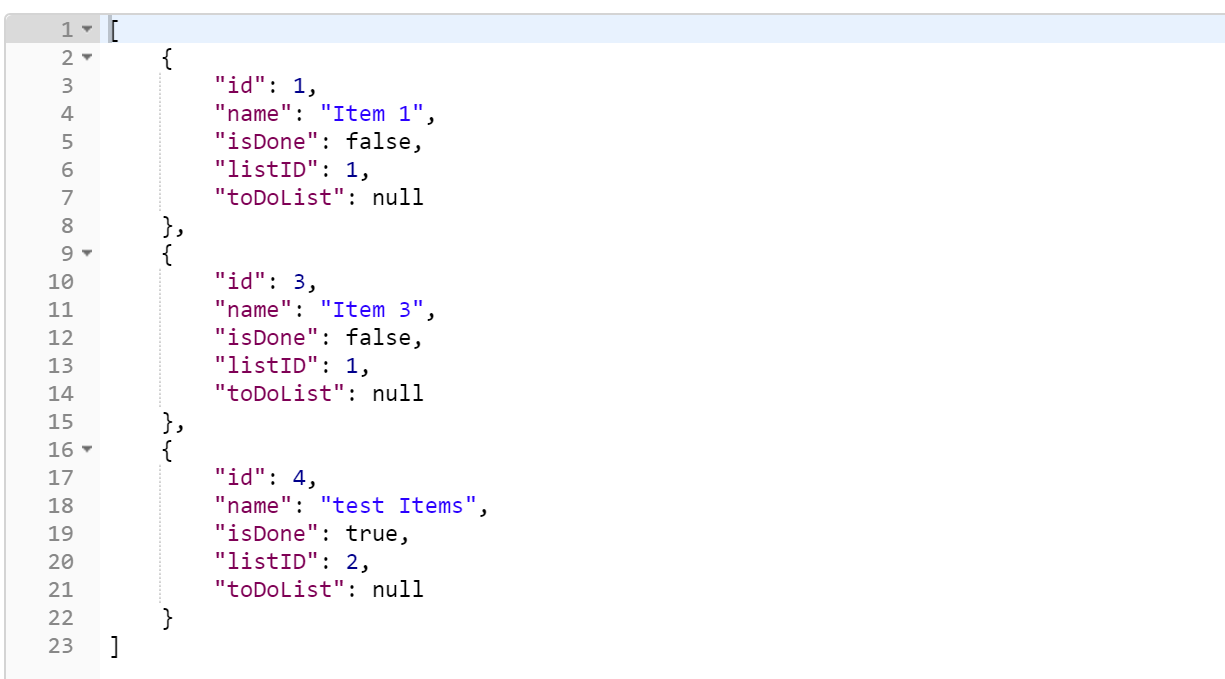 1 [
2 {
3 "id": 1,
4 "name": "Item 1",
5 "isDone": false,
6 "listID": 1,
7 "toDoList": null
8 },
9 {
10 "id": 3,
11 "name": "Item 3",
12 "isDone": false,
13 "listID": 1,
14 "toDoList": null
15 },
16 {
17 "id": 4,
18 "name": "test Items",
19 "isDone": true,
20 "listID": 2,
21 "toDoList": null
22 }
23 ]